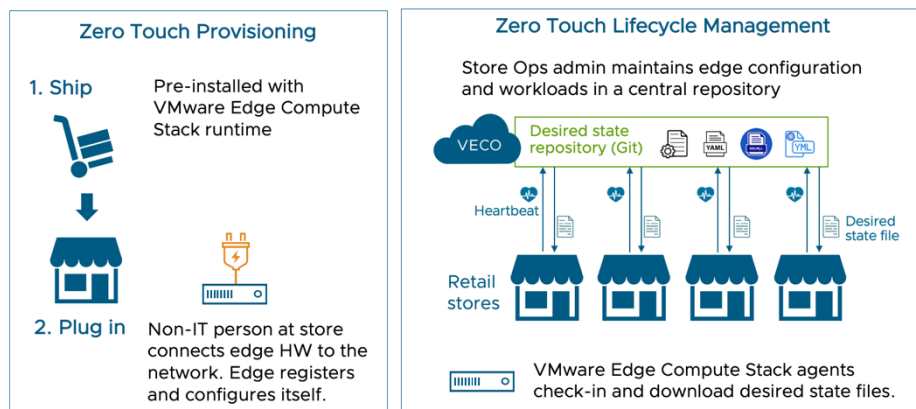 Zero Touch Provisioning
1. Ship
Pre-installed with
VMware Edge Compute
Stack runtime
2. Plug in
Non-IT person at store
connects edge HW to the
network. Edge registers
and configures itself.
Zero Touch Lifecycle Management
Store Ops admin maintains edge configuration
and workloads in a central repository
VECO
Desired state
repository (Git)
YAML
YML
Heartbeat
Desired
state file
Retail
stores
VMware Edge Compute Stack agents
check-in and download desired state files.